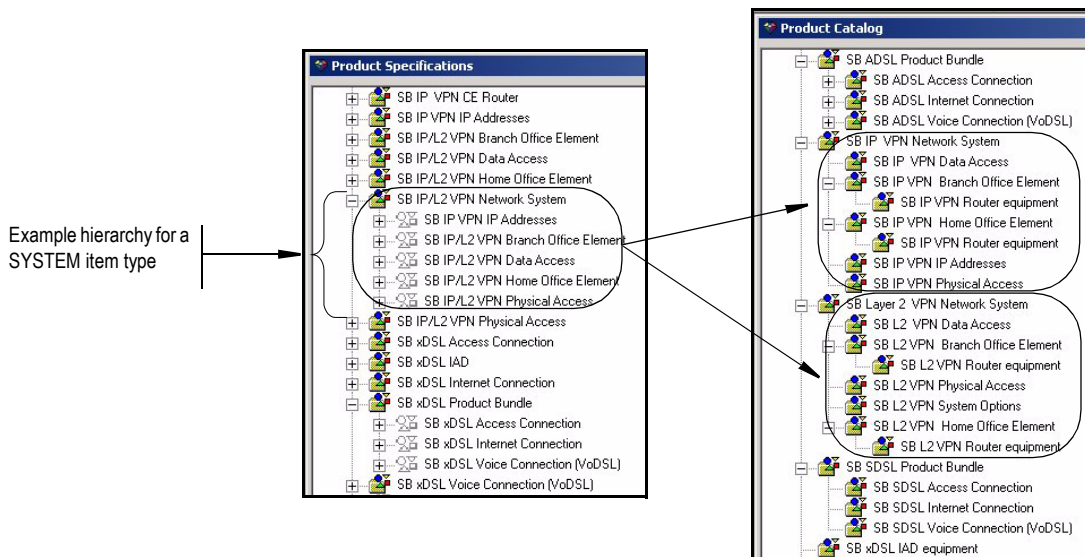 Example hierarchy for a
SYSTEM item type
Product Specifications
SB IP VPN CE Router
SB IP VPN IP Addresses
SB IP/L2 VPN Branch Office Element
SB IP/L2 VPN Data Access
SB IP/L2 VPN Home Office Element
SB IP/L2 VPN Network System
SB IP VPN IP Addresses
SB IP/L2 VPN Branch Office Element
SB IP/L2 VPN Data Access
SB IP/L2 VPN Home Office Element
SB IP/L2 VPN Physical Access
SB IP/L2 VPN Physical Access
SB xDSL Access Connection
SB xDSL IAD
SB xDSL Internet Connection
SB xDSL Product Bundle
SB xDSL Access Connection
SB xDSL Internet Connection
SB xDSL Voice Connection (VoDSL)
SB xDSL Voice Connection (VoDSL)
Product Catalog
SB ADSL Product Bundle
SB ADSL Access Connection
SB ADSL Internet Connection
SB ADSL Voice Connection (VoDSL)
SB IP VPN Network System
SB IP VPN Data Access
SB IP VPN Branch Office Element
SB IP VPN Router equipment
SB IP VPN Home Office Element
SB IP VPN Router equipment
SB IP VPN IP Addresses
SB IP VPN Physical Access
SB Layer 2 VPN Network System
SB L2 VPN Data Access
SB L2 VPN Branch Office Element
SB L2 VPN Router equipment
SB L2 VPN Physical Access
SB L2 VPN System Options
SB L2 VPN Home Office Element
SB L2 VPN Router equipment
SB SDSL Product Bundle
SB SDSL Access Connection
SB SDSL Internet Connection
SB SDSL Voice Connection (VoDSL)
SB xDSL IAD equipment